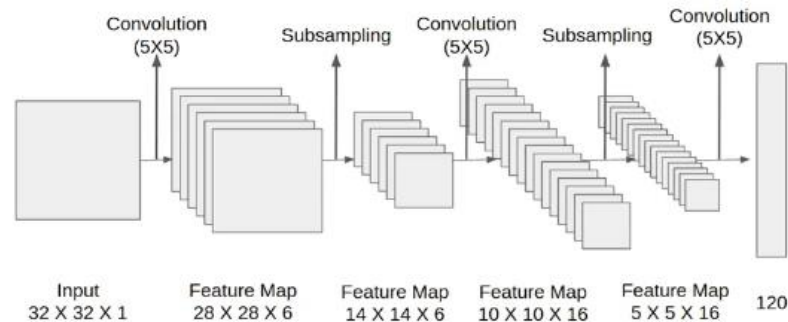 Convolution
(5X5)
Subsampling
Convolution
(5X5)
Subsampling
Convolution
(5X5)
Input
32 X 32 X 1
Feature Map
28 X 28 X 6
Feature Map
14 X 14 X 6
Feature Map
10 X 10 X 16
Feature Map
5 X 5 X 16
120